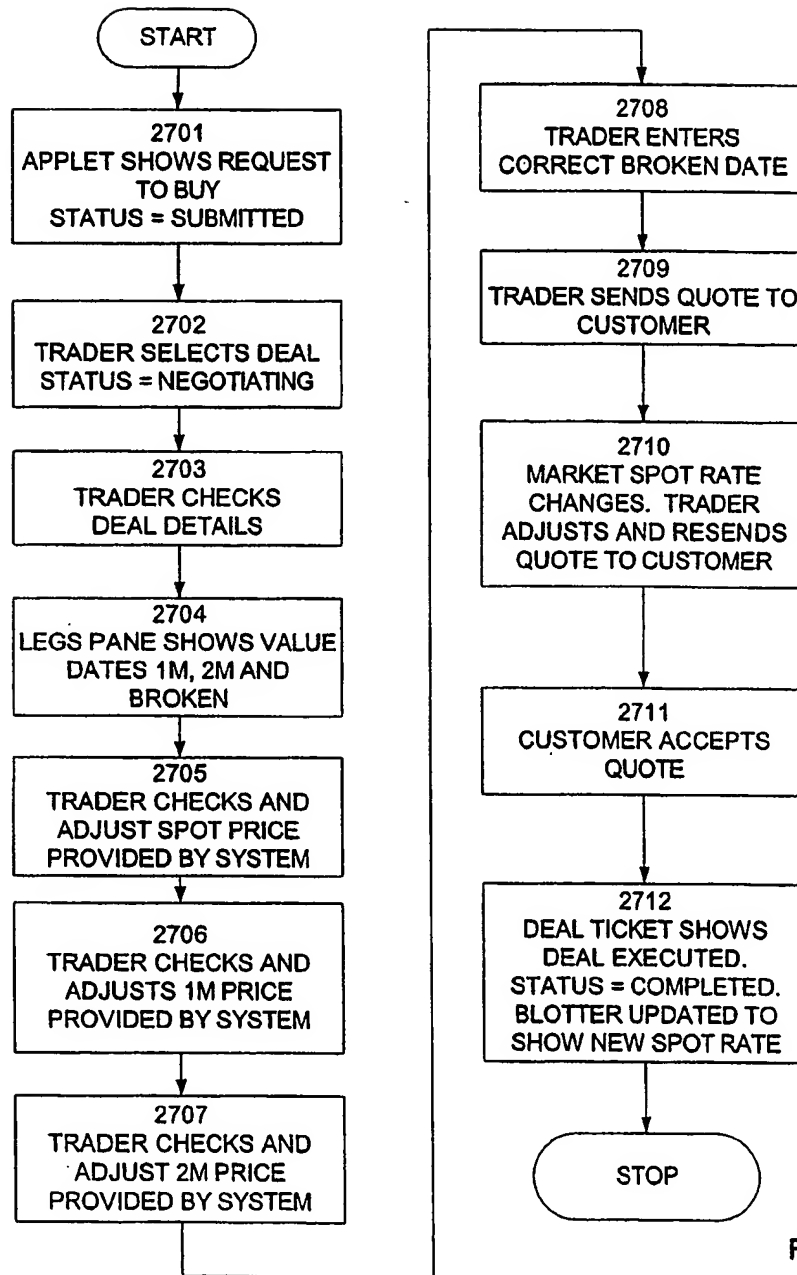 START
2701
APPLET SHOWS REQUEST
TO BUY
STATUS = SUBMITTED
2702
TRADER SELECTS DEAL
STATUS = NEGOTIATING
2703
TRADER CHECKS
DEAL DETAILS
2704
LEGS PANE SHOWS VALUE
DATES 1M, 2M AND
BROKEN
2705
TRADER CHECKS AND
ADJUST SPOT PRICE
PROVIDED BY SYSTEM
2706
TRADER CHECKS AND
ADJUSTS 1M PRICE
PROVIDED BY SYSTEM
2707
TRADER CHECKS AND
ADJUST 2M PRICE
PROVIDED BY SYSTEM
2708
TRADER ENTERS
CORRECT BROKEN DATE
2709
TRADER SENDS QUOTE TO
CUSTOMER
2710
MARKET SPOT RATE
CHANGES. TRADER
ADJUSTS AND RESENDS
QUOTE TO CUSTOMER
2711
CUSTOMER ACCEPTS
QUOTE
2712
DEAL TICKET SHOWS
DEAL EXECUTED.
STATUS = COMPLETED.
BLOTTER UPDATED TO
SHOW NEW SPOT RATE
STOP